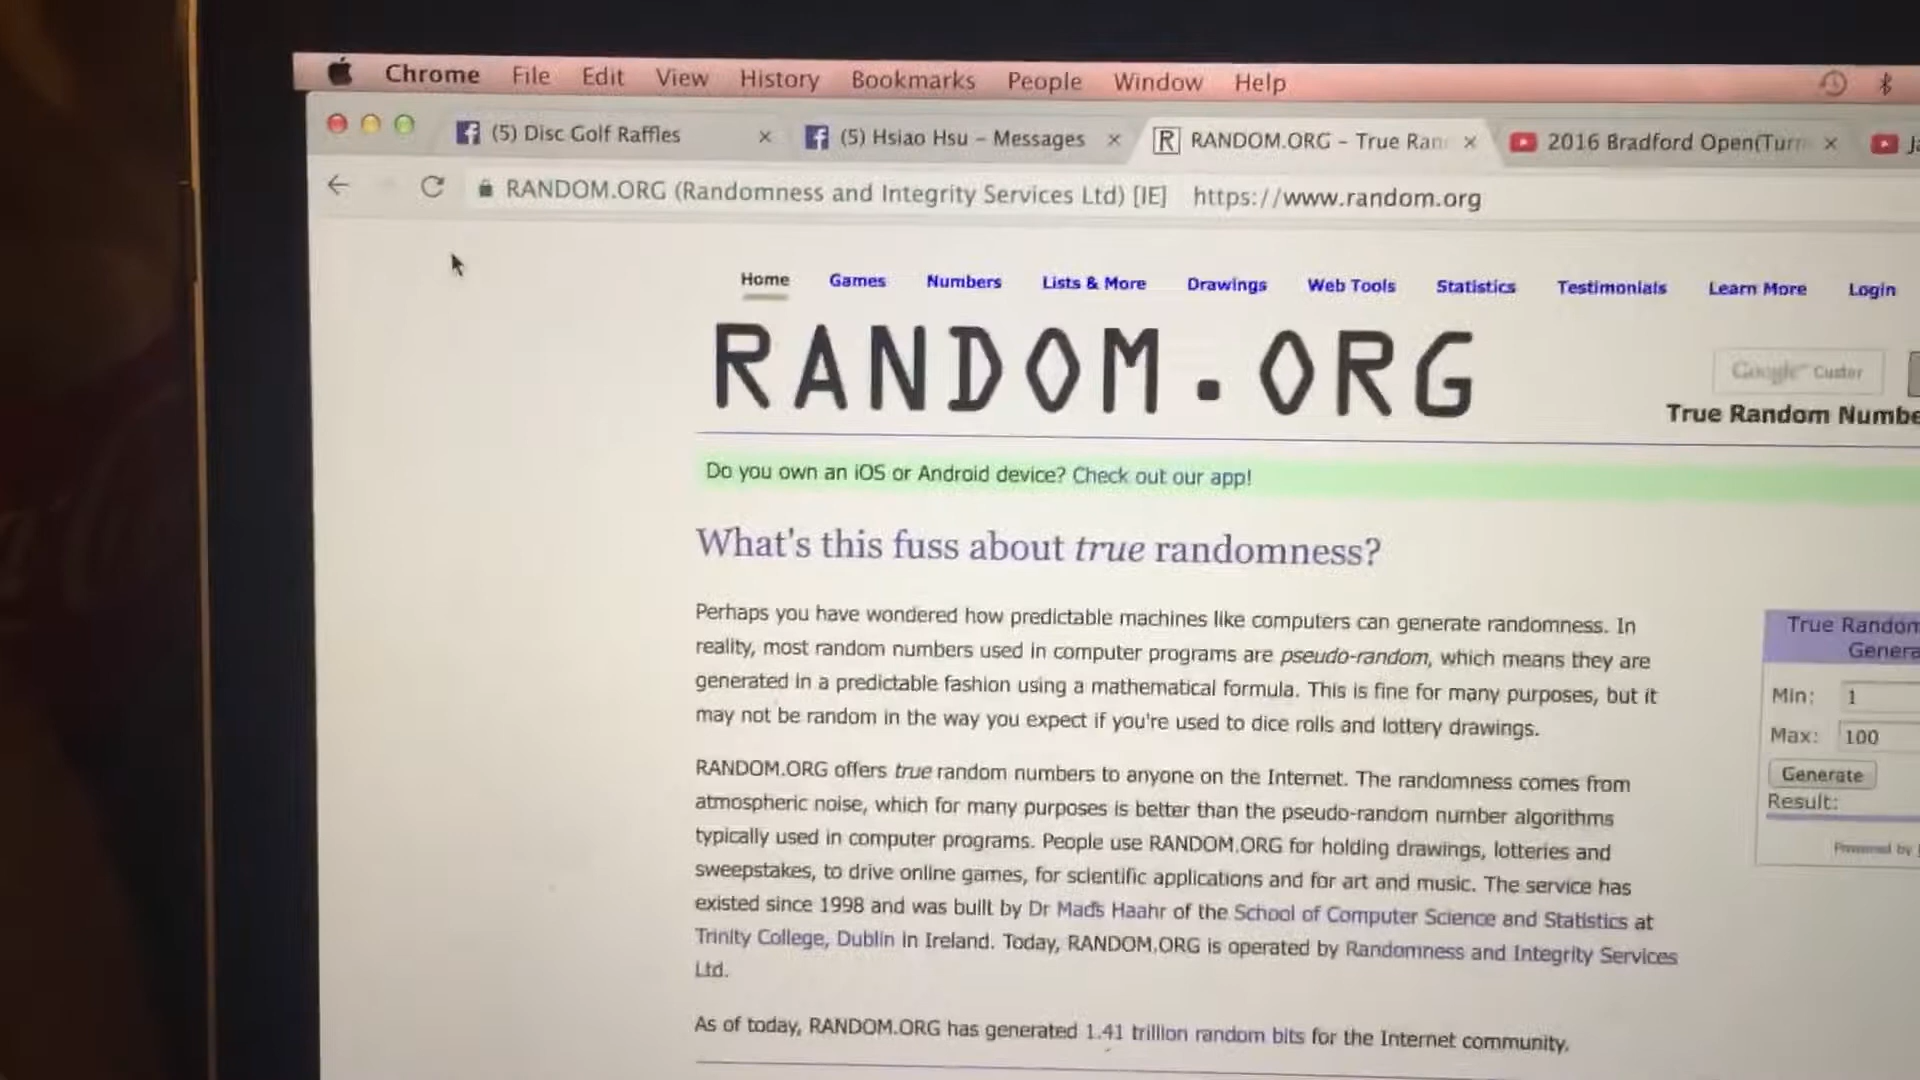 Chrome File Edit View History Bookmarks People Window Help
(5) Disc Golf Raffles × (5) Hsiao Hsu – Messages × R RANDOM.ORG – True Ran × 2016 Bradford Open(Turn ×
RANDOM.ORG (Randomness and Integrity Services Ltd) [IE] https://www.random.org
Home Games Numbers Lists & More Drawings Web Tools Statistics Testimonials Learn More Login
RANDOM.ORG
Google™ Custor
True Random Numbe
Do you own an iOS or Android device? Check out our app!
What's this fuss about true randomness?
Perhaps you have wondered how predictable machines like computers can generate randomness. In
reality, most random numbers used in computer programs are pseudo-random, which means they are
generated in a predictable fashion using a mathematical formula. This is fine for many purposes, but it
may not be random in the way you expect if you're used to dice rolls and lottery drawings.
RANDOM.ORG offers true random numbers to anyone on the Internet. The randomness comes from
atmospheric noise, which for many purposes is better than the pseudo-random number algorithms
typically used in computer programs. People use RANDOM.ORG for holding drawings, lotteries and
sweepstakes, to drive online games, for scientific applications and for art and music. The service has
existed since 1998 and was built by Dr Mads Haahr of the School of Computer Science and Statistics at
Trinity College, Dublin in Ireland. Today, RANDOM.ORG is operated by Randomness and Integrity Services
Ltd.
As of today, RANDOM.ORG has generated 1.41 trillion random bits for the Internet community.
True Random
Genera
Min: 1
Max: 100
Generate
Result:
Powered by